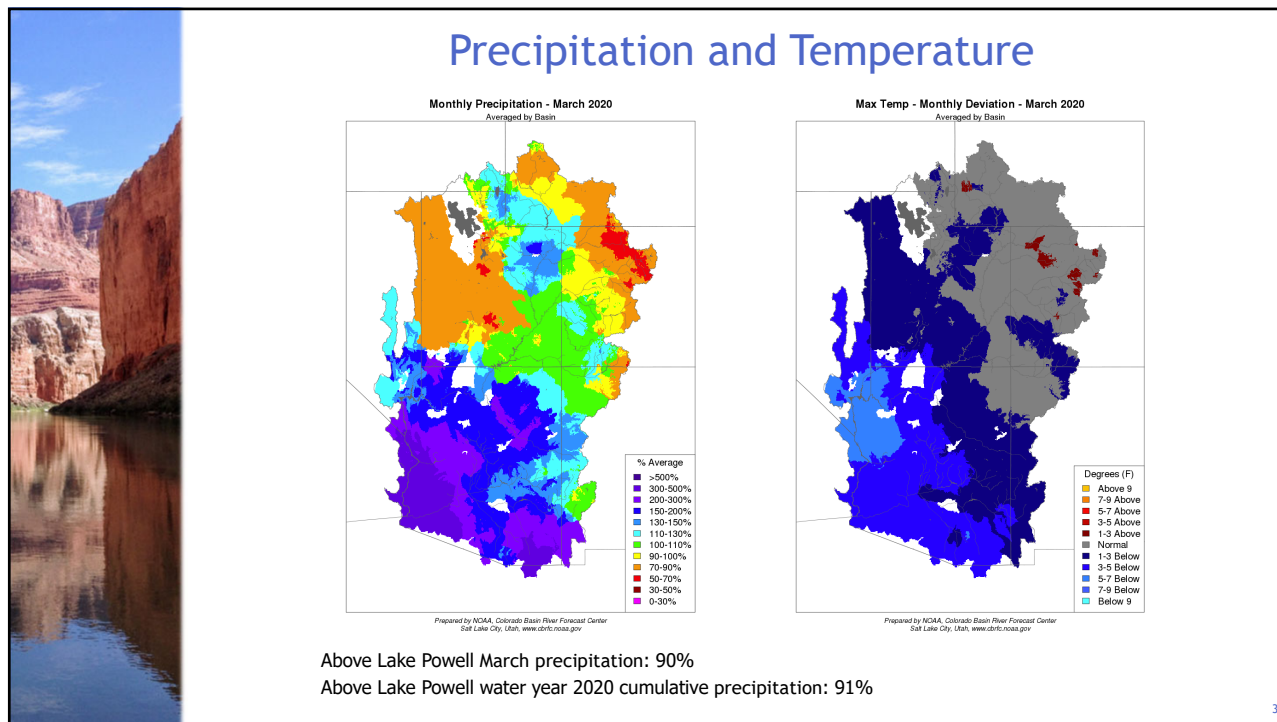 Precipitation and Temperature
Monthly Precipitation - March 2020
Averaged by Basin
% Average
>500%
300-500%
200-300%
150-200%
130-150%
110-130%
100-110%
90-100%
70-90%
50-70%
30-50%
0-30%
Prepared by NOAA, Colorado Basin River Forecast Center
Salt Lake City, Utah, www.cbrfc.noaa.gov
Max Temp - Monthly Deviation - March 2020
Averaged by Basin
Degrees (F)
Above 9
7-9 Above
5-7 Above
3-5 Above
1-3 Above
Normal
1-3 Below
3-5 Below
5-7 Below
7-9 Below
Below 9
Prepared by NOAA, Colorado Basin River Forecast Center
Salt Lake City, Utah, www.cbrfc.noaa.gov
Above Lake Powell March precipitation: 90%
Above Lake Powell water year 2020 cumulative precipitation: 91%
3